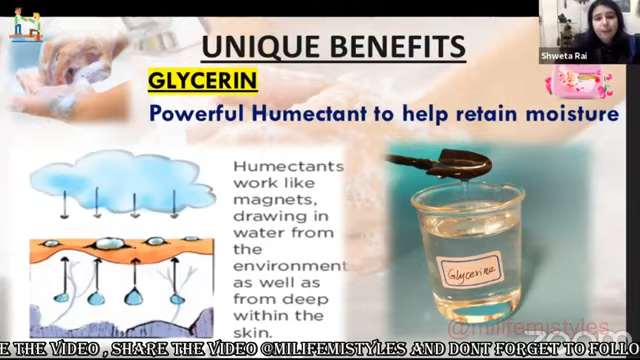 UNIQUE BENEFITS
Shweta Rai
GLYCERIN
Powerful Humectant to help retain moisture
Humectants
work like
magnets,
drawing in
water from
the
environment
as well as
from deep
within the
skin.
Glycerine
@milifemistyles
zoom
E THE VIDEO , SHARE THE VIDEO @MILIFEMISTYLES AND DONT FORGET TO FOLLO